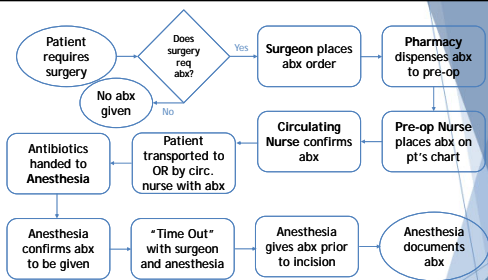 Patient
requires
surgery
Does
surgery
req
abx?
Yes
No
No abx
given
Surgeon places
abx order
Pharmacy
dispenses abx
to pre-op
Pre-op Nurse
places abx on
pt's chart
Circulating
Nurse confirms
abx
Patient
transported to
OR by circ.
nurse with abx
Antibiotics
handed to
Anesthesia
Anesthesia
confirms abx
to be given
“Time Out”
with surgeon
and anesthesia
Anesthesia
gives abx prior
to incision
Anesthesia
documents
abx